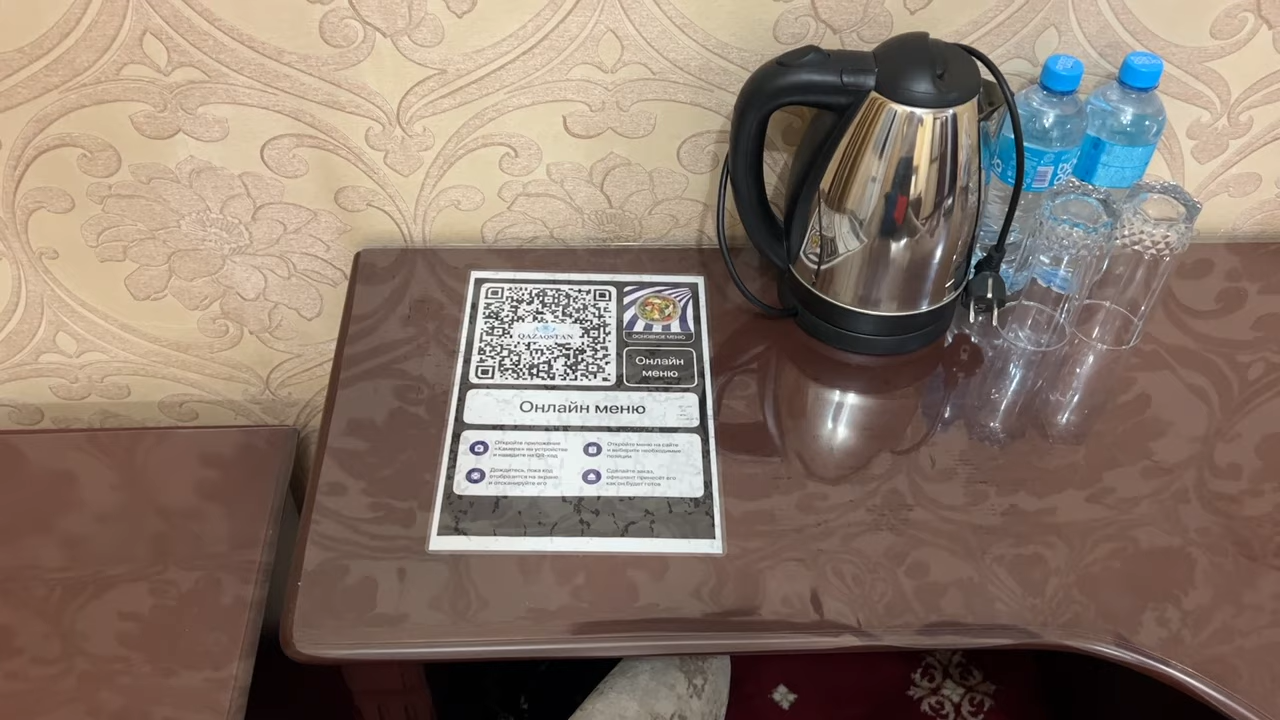 QAZAQSTAN
ОСНОВНОЕ МЕНЮ
Онлайн
меню
Онлайн меню
Откройте приложение
«Камера» на устройстве
и наведите на QR-код
Откройте меню на сайте
и выберите необходимые
позиции
Дождитесь, пока код
отобразится на экране
и отсканируйте его
Сделайте заказ,
официант принесёт его
как он будет готов